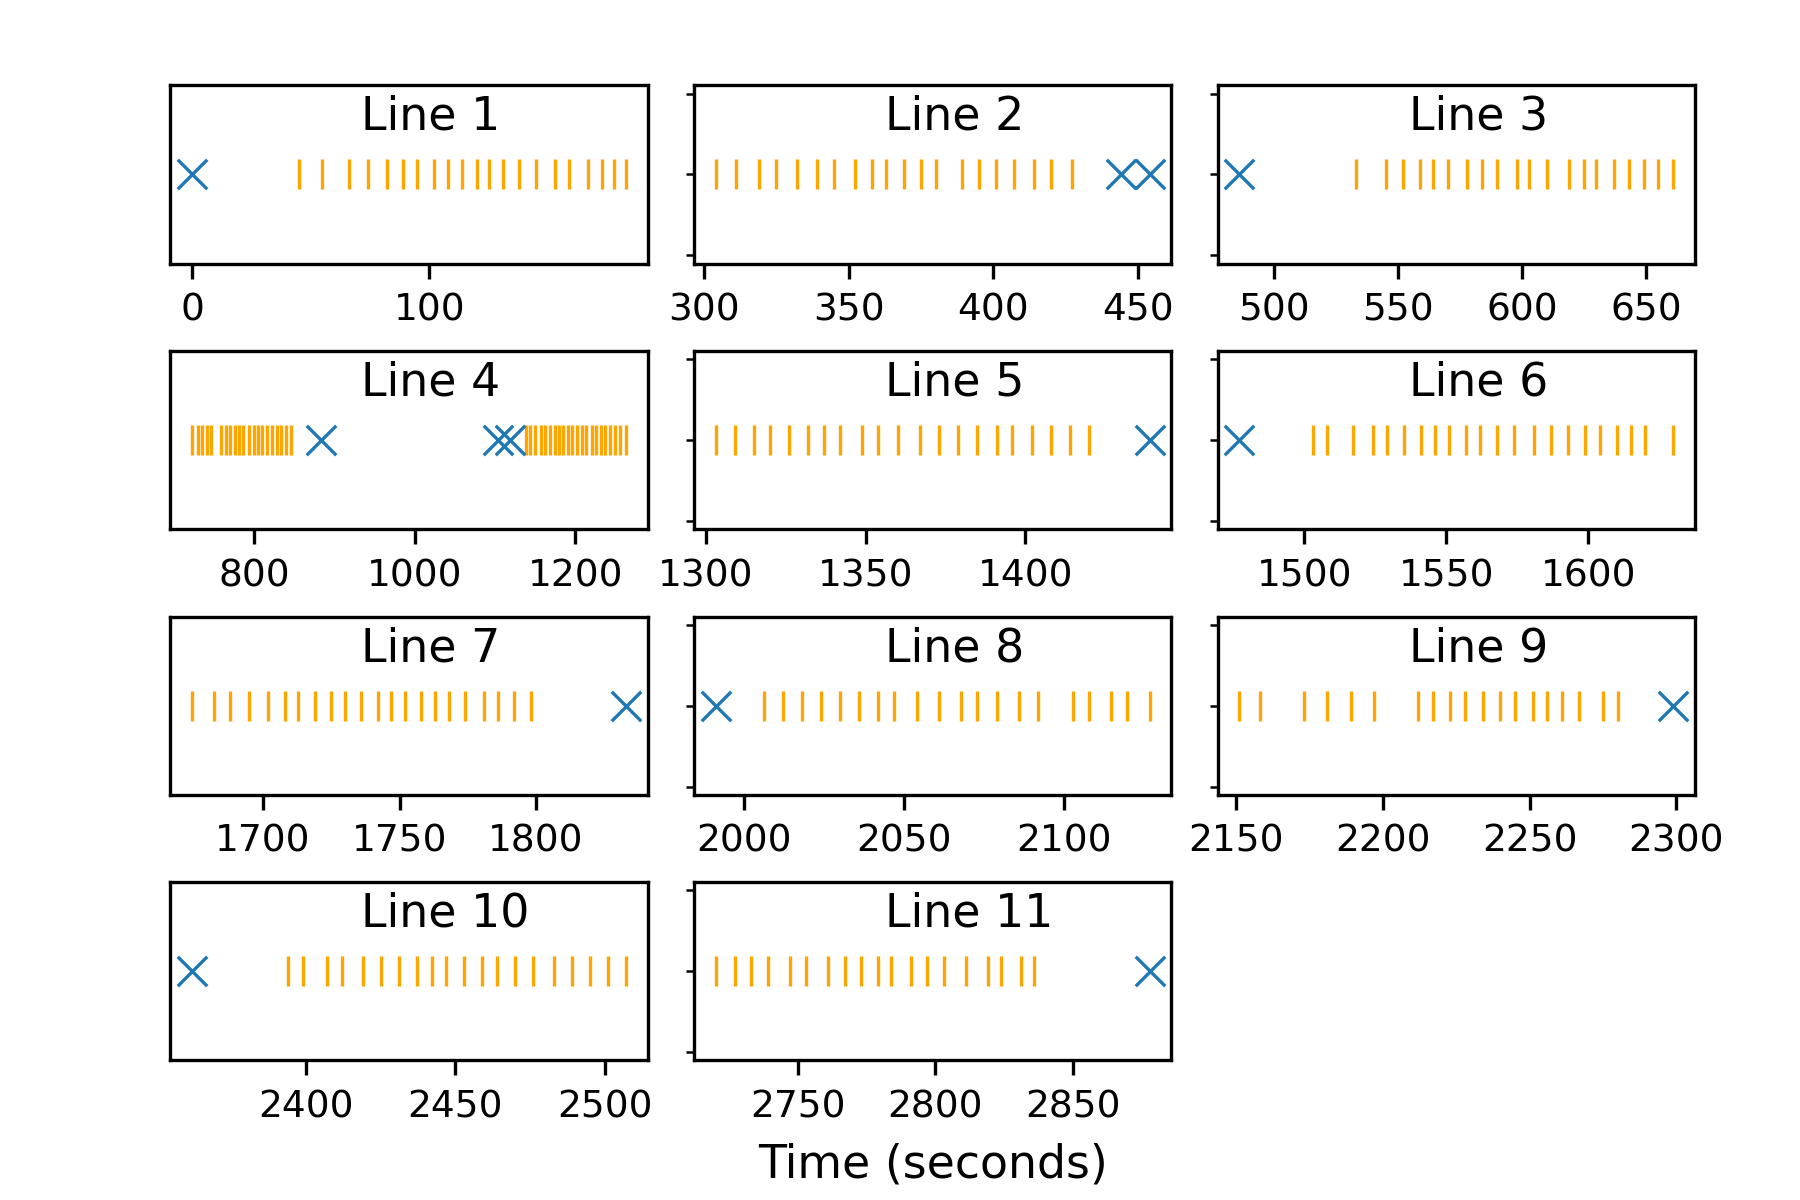 Line 1
Line 2
Line 3
0 100
300 350 400 450
500 550 600 650
Line 4
Line 5
Line 6
800 1000 1200
1300 1350 1400
1500 1550 1600
Line 7
Line 8
Line 9
1700 1750 1800
2000 2050 2100
2150 2200 2250 2300
Line 10
Line 11
2400 2450 2500
2750 2800 2850
Time (seconds)